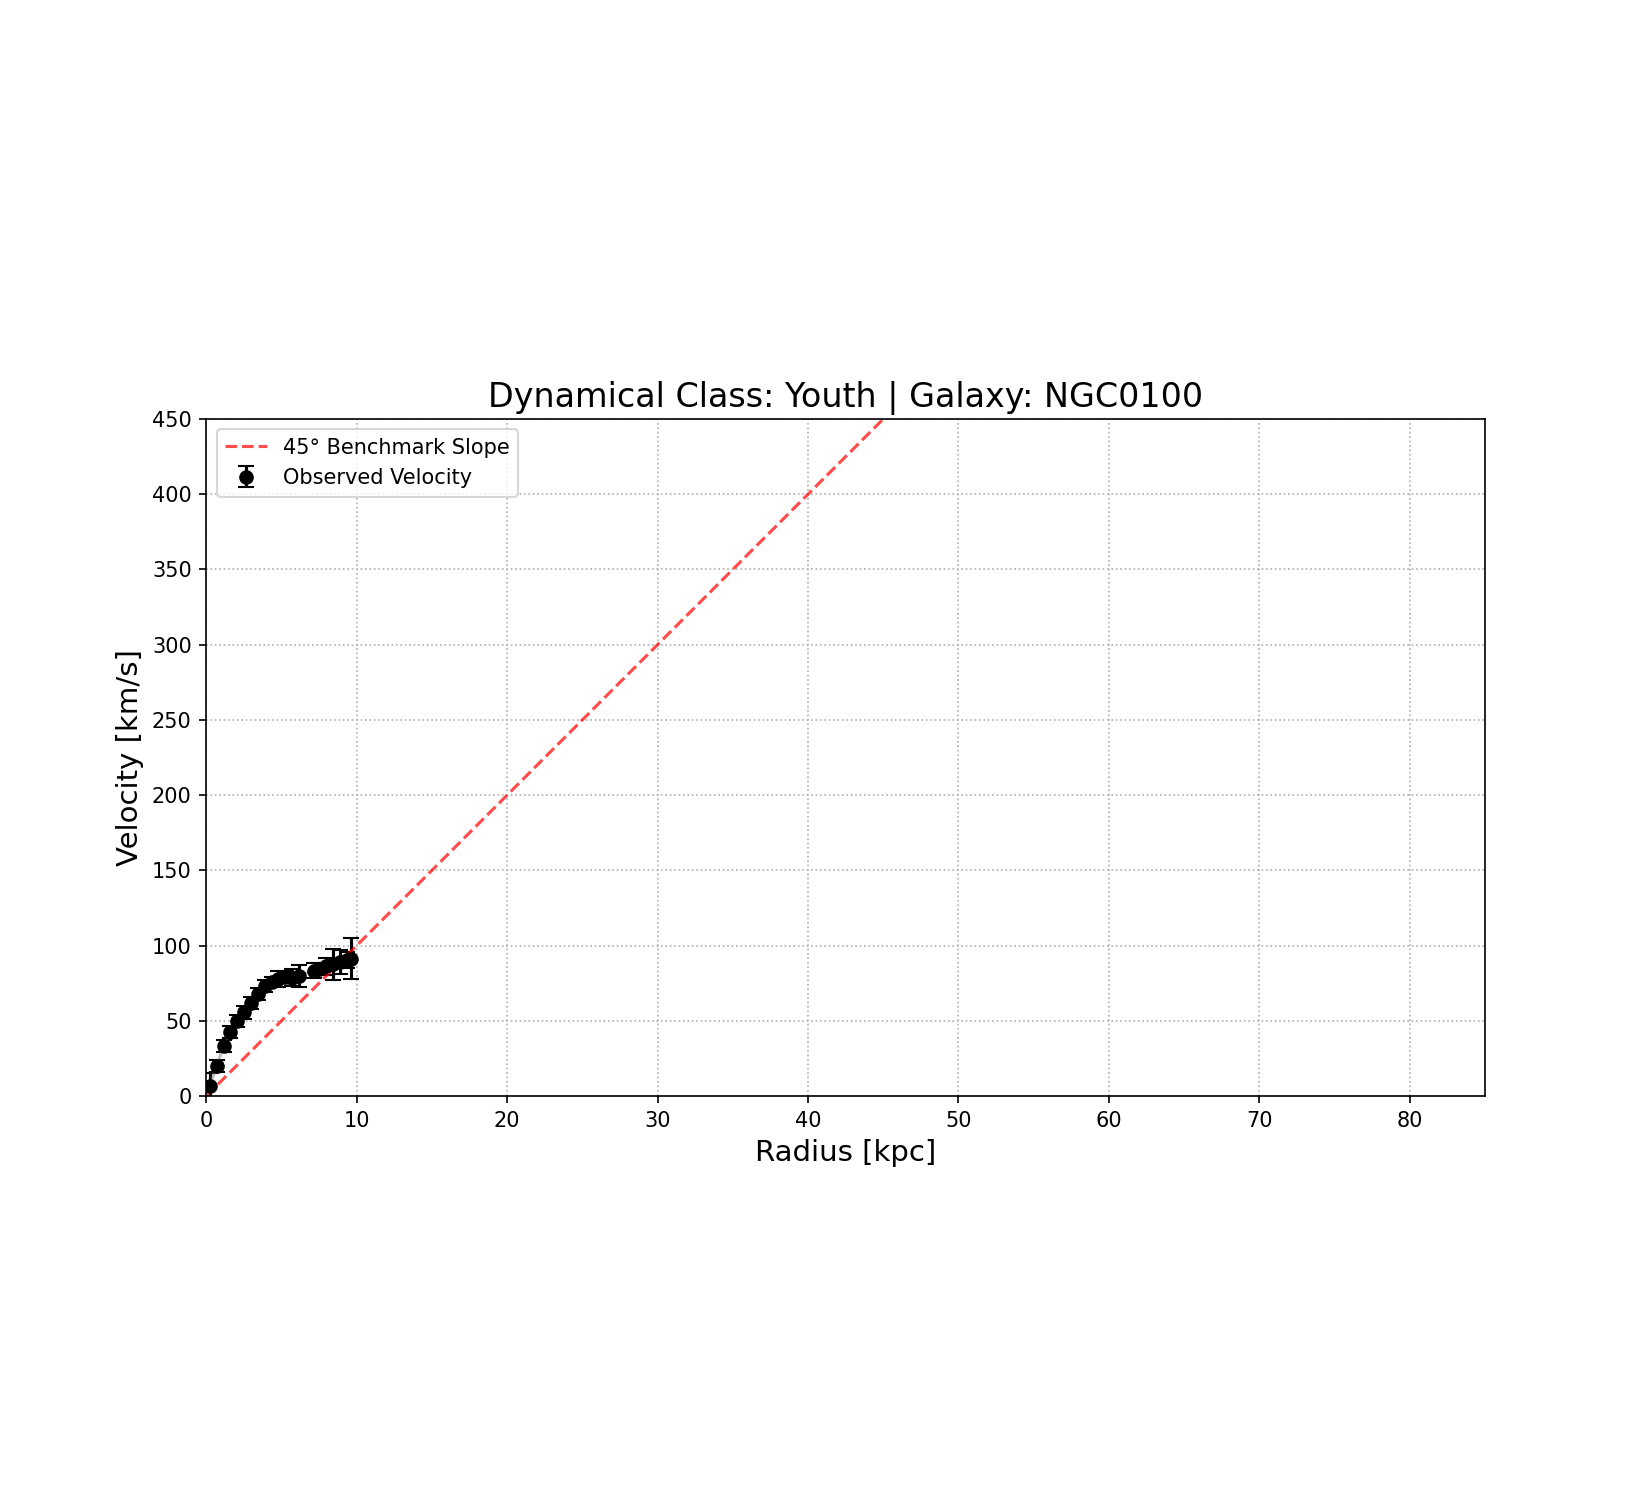 Dynamical Class: Youth | Galaxy: NGC0100
45° Benchmark Slope
Observed Velocity
450
400
350
300
250
200
150
100
50
0
Velocity [km/s]
0 10 20 30 40 50 60 70 80
Radius [kpc]